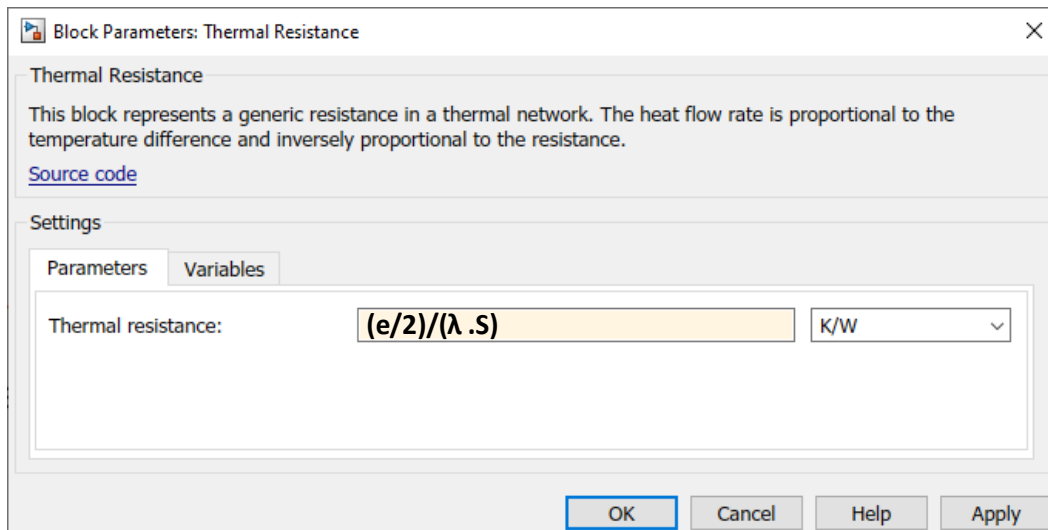 Block Parameters: Thermal Resistance
Thermal Resistance
This block represents a generic resistance in a thermal network. The heat flow rate is proportional to the
temperature difference and inversely proportional to the resistance.
Source code
Settings
Parameters Variables
Thermal resistance: (e/2)/(λ .S) K/W
OK Cancel Help Apply